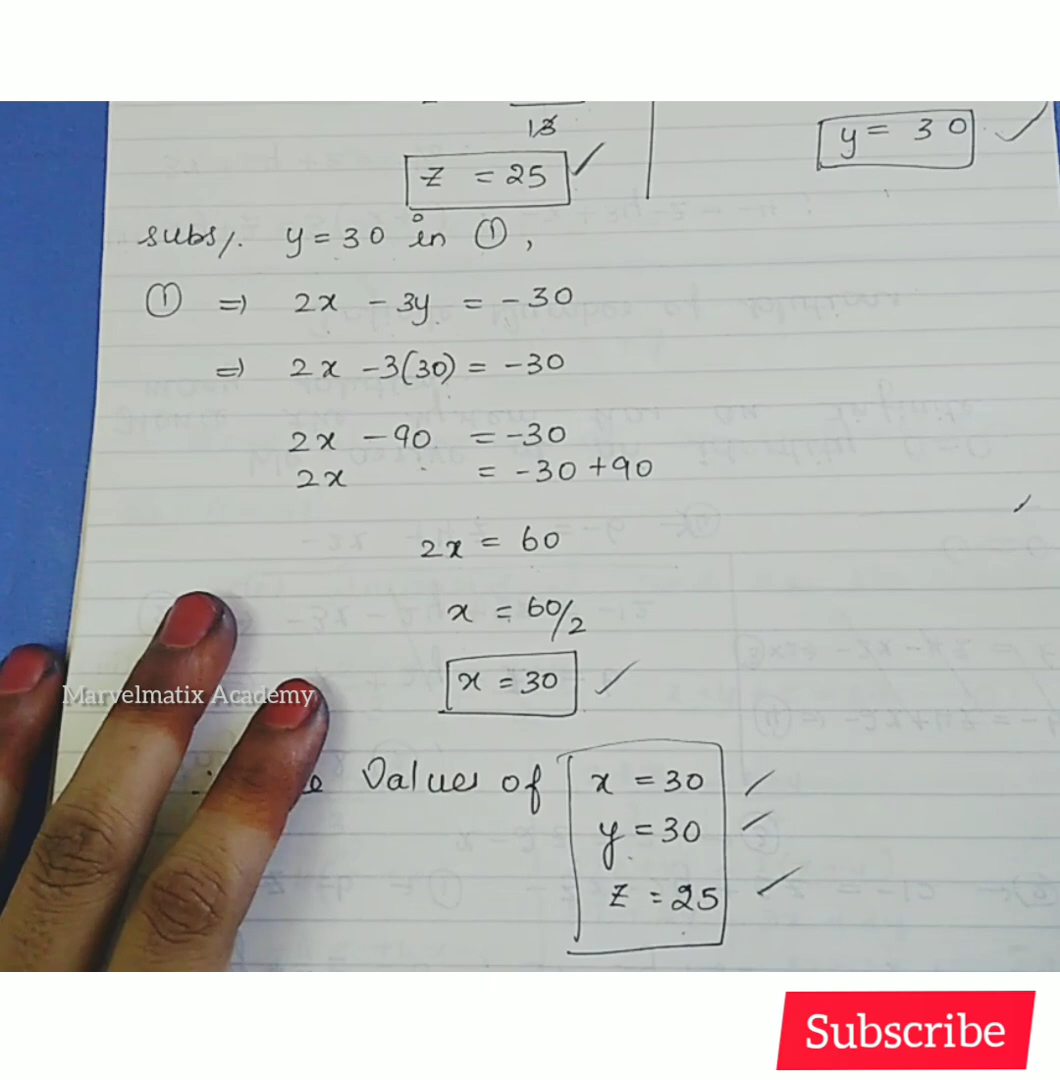 13
z = 25
y = 30
subs/. y = 30 in ①,
① => 2x - 3y = -30
=> 2x - 3(30) = -30
2x - 90 = -30
2x = -30 + 90
2x = 60
x = 60/2
x = 30
Marvelmatix Academy
Values of x = 30
y = 30
z = 25
Subscribe